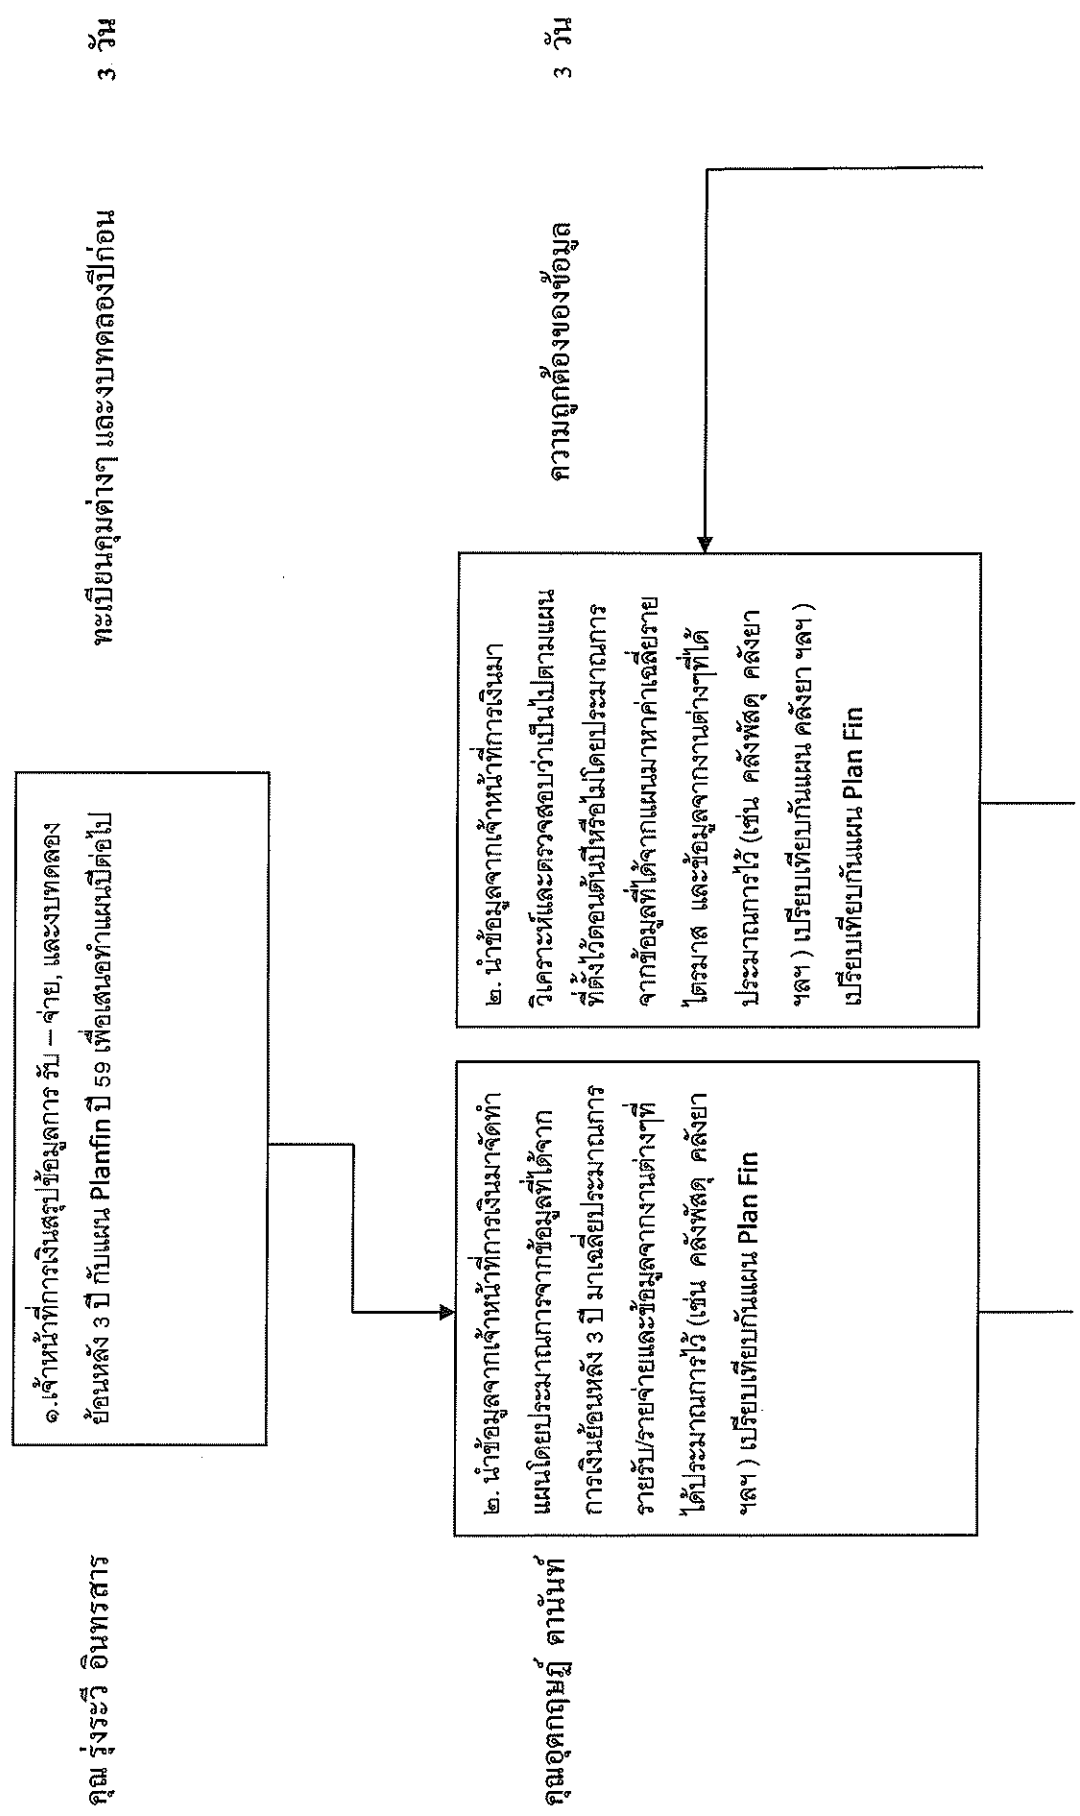 คุณ รุ่งระวี อินทรสาร
๑.เจ้าหน้าที่การเงินสรุปข้อมูลการ รับ – จ่าย, และงบทดลอง
ย้อนหลัง 3 ปี กับแผน Planfin ปี 59 เพื่อเสนอทำแผนปีต่อไป
ทะเบียนคุมต่างๆ และงบทดลองปีก่อน
3 วัน
คุณอุตกฤษฏ์ ตานันท์
๒. นำข้อมูลจากเจ้าหน้าที่การเงินมาจัดทำ
แผนโดยประมาณการจากข้อมูลที่ได้จาก
การเงินย้อนหลัง 3 ปี มาเฉลี่ยประมาณการ
รายรับ/รายจ่ายและข้อมูลจากงานต่างๆที่
ได้ประมาณการไว้ (เช่น คลังพัสดุ คลังยา
ฯลฯ ) เปรียบเทียบกันแผน Plan Fin
๒. นำข้อมูลจากเจ้าหน้าที่การเงินมา
วิเคราะห์และตรวจสอบว่าเป็นไปตามแผน
ที่ตั้งไว้ตอนต้นปีหรือไม่โดยประมาณการ
จากข้อมูลที่ได้จากแผนมาหาค่าเฉลี่ยราย
ไตรมาส และข้อมูลจากงานต่างๆที่ได้
ประมาณการไว้ (เช่น คลังพัสดุ คลังยา
ฯลฯ ) เปรียบเทียบกันแผน คลังยา ฯลฯ )
เปรียบเทียบกันแผน Plan Fin
ความถูกต้องของข้อมูล
3 วัน